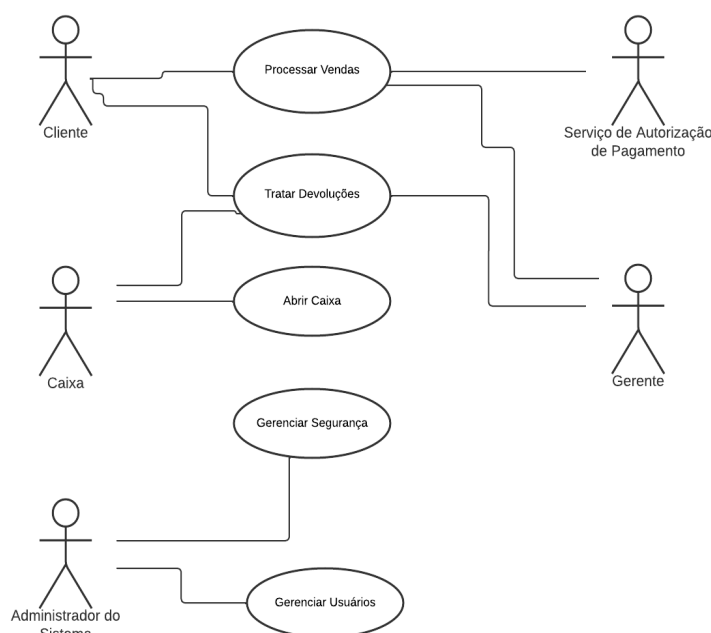 Processar Vendas
Cliente
Serviço de Autorização
de Pagamento
Tratar Devoluções
Abrir Caixa
Caixa
Gerente
Gerenciar Segurança
Gerenciar Usuários
Administrador do
Sistema